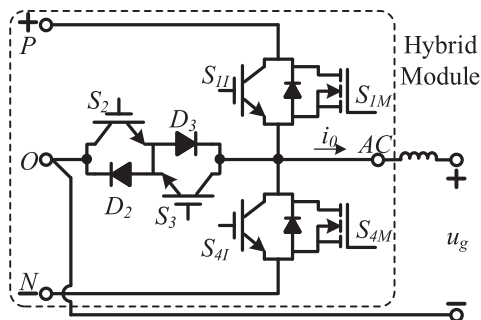 +
P
Hybrid
Module
S1I
S1M
S2
D3
i0
AC
O
+
D2
S3
S4I
S4M
ug
N
−
−